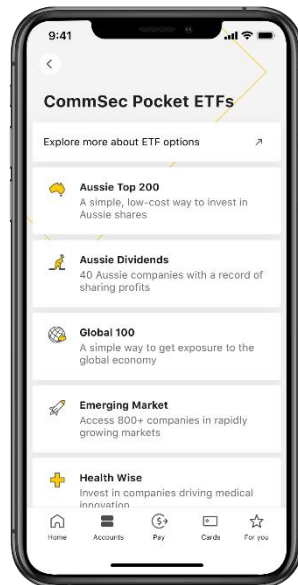 9:41
CommSec Pocket ETFs
Explore more about ETF options
Aussie Top 200
A simple, low-cost way to invest in
Aussie shares
Aussie Dividends
40 Aussie companies with a record of
sharing profits
Global 100
A simple way to get exposure to the
global economy
Emerging Market
Access 800+ companies in rapidly
growing markets
Health Wise
Invest in companies driving medical
innovation
Home Accounts Pay Cards For you